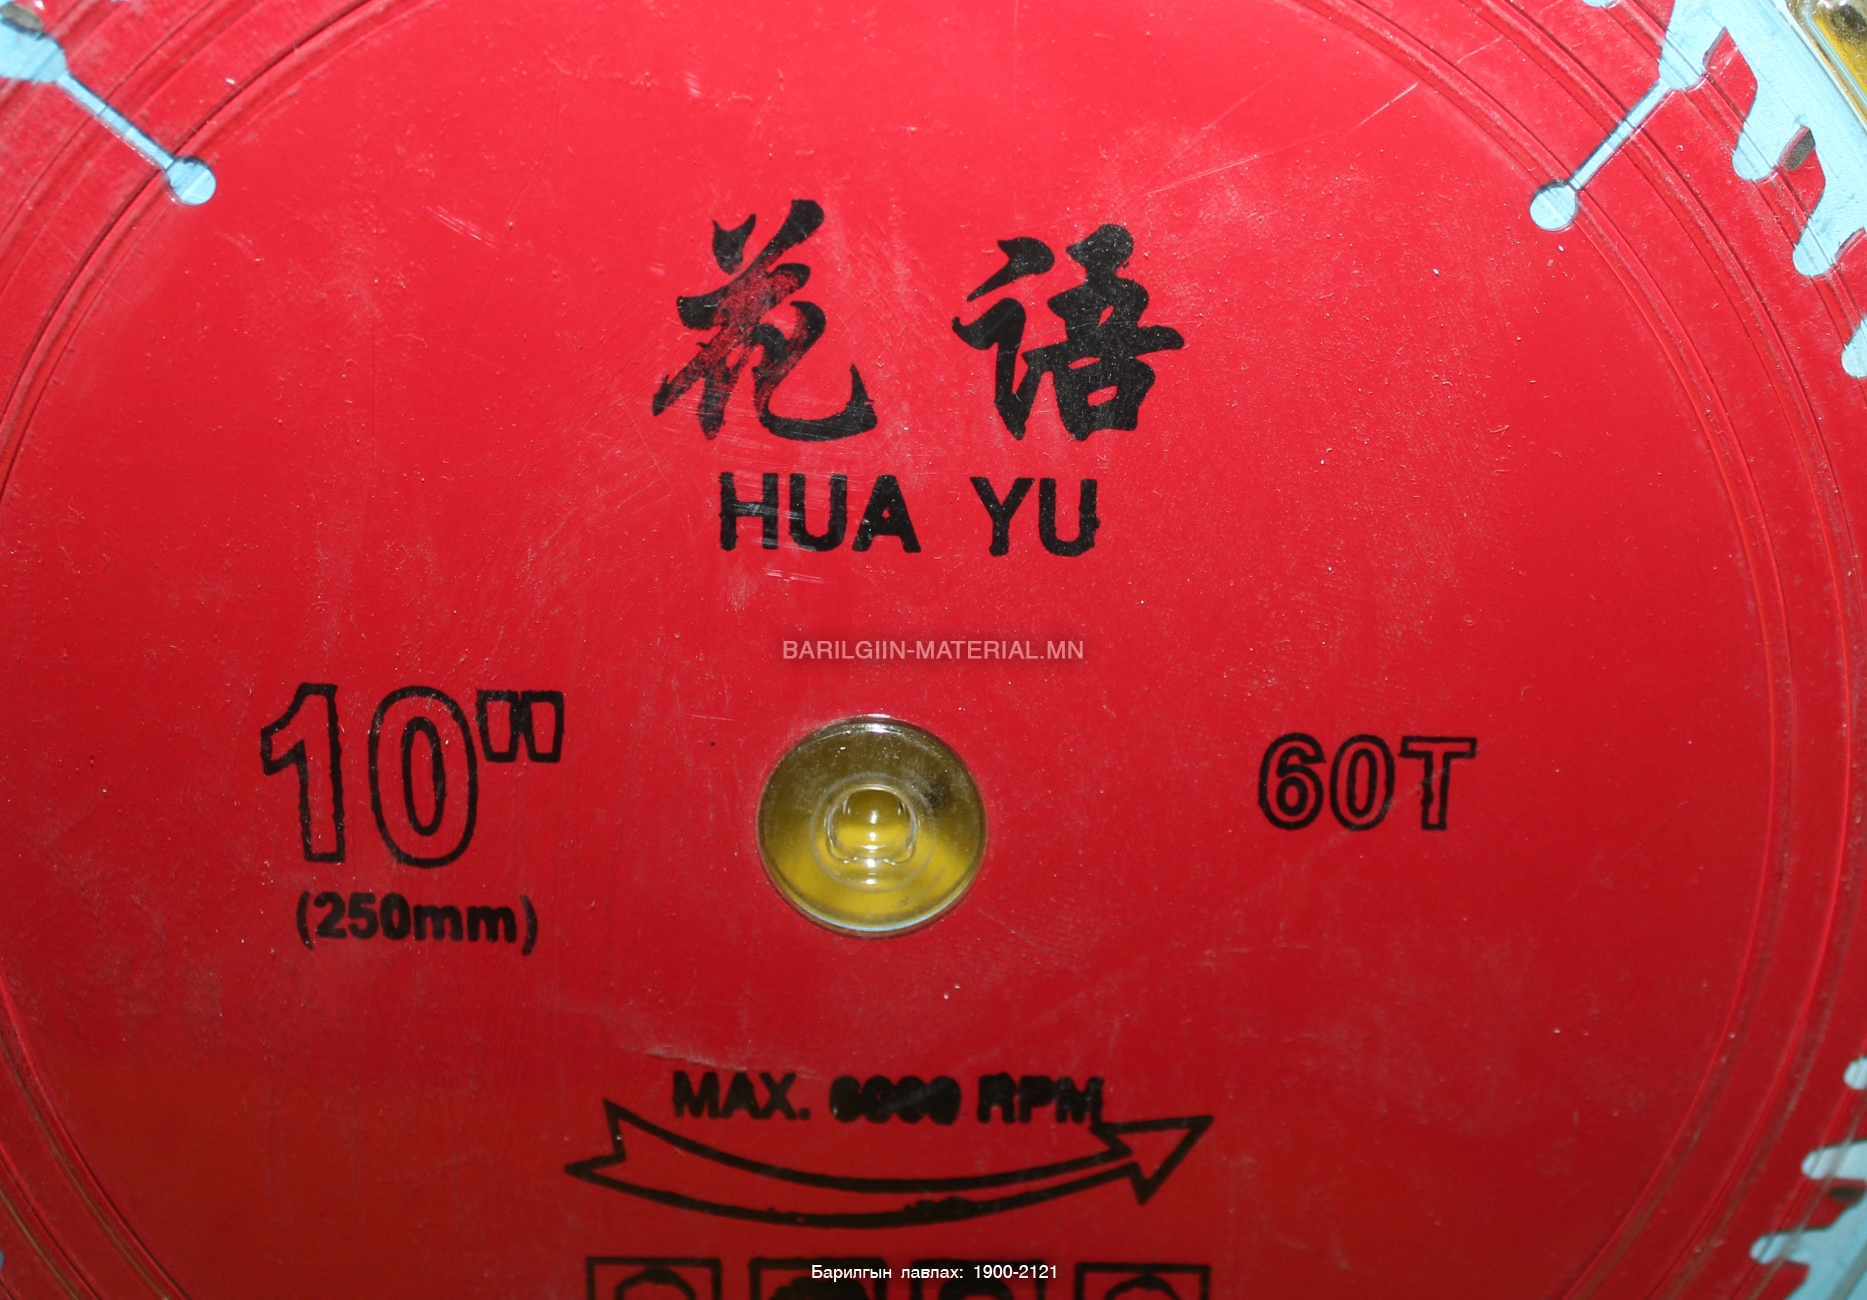 花语
HUA YU
BARILGIIN-MATERIAL.MN
10"
60T
(250mm)
MAX. RPM
Барилгын лавлах: 1900-2121